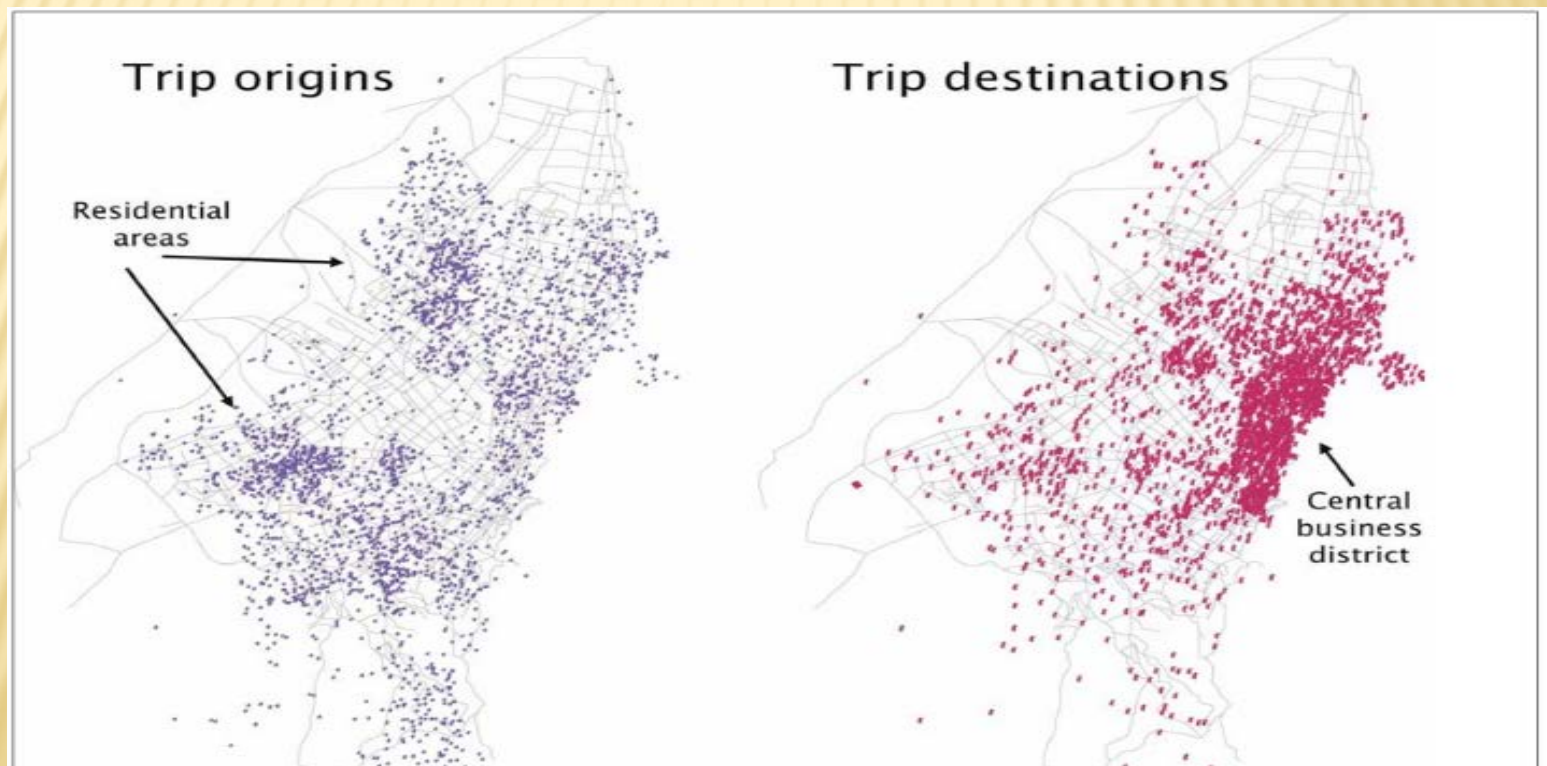 Trip origins
Trip destinations
Residential
areas
Central
business
district